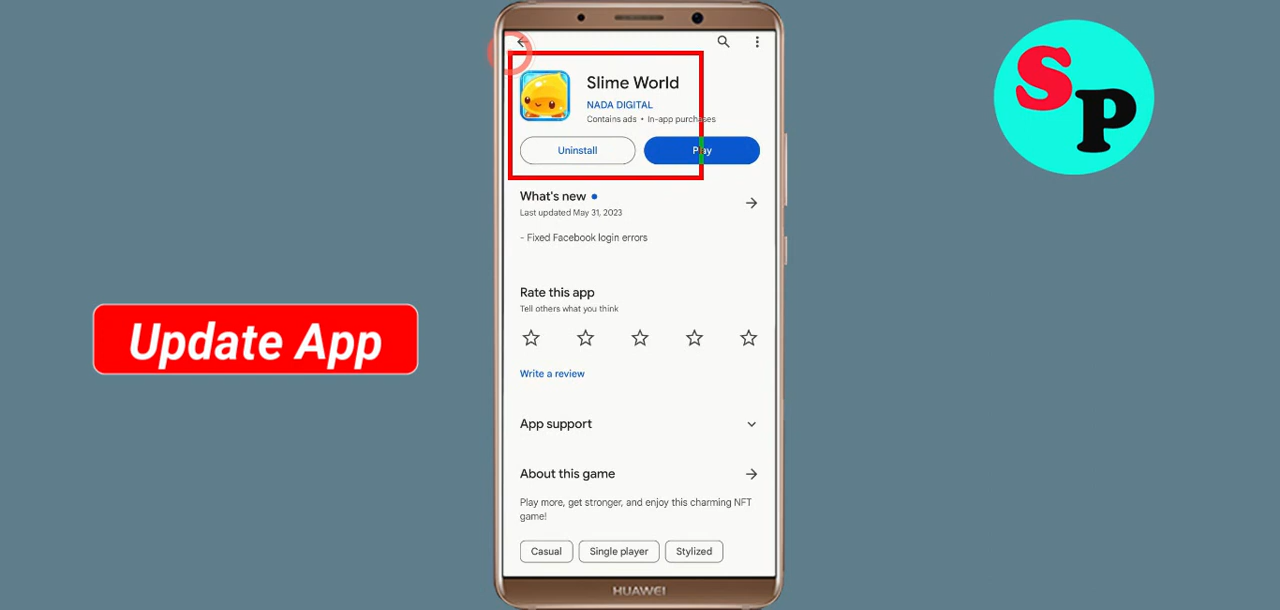 Slime World
NADA DIGITAL
Contains ads • In-app purchases
Uninstall
Play
What's new
Last updated May 31, 2023
- Fixed Facebook login errors
Rate this app
Tell others what you think
Write a review
App support
About this game
Play more, get stronger, and enjoy this charming NFT
game!
Casual
Single player
Stylized
HUAWEI
Update App
SP